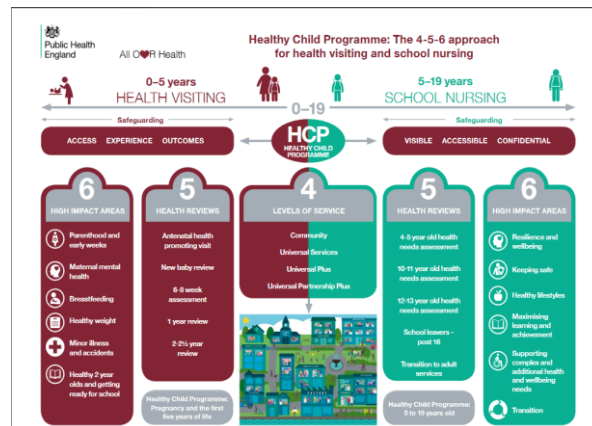 Public Health
England
All O♥R Health
Healthy Child Programme: The 4-5-6 approach
for health visiting and school nursing
0–5 years
HEALTH VISITING
5–19 years
SCHOOL NURSING
0–19
Safeguarding
Safeguarding
ACCESS EXPERIENCE OUTCOMES
HCP
HEALTHY CHILD
PROGRAMME
VISIBLE ACCESSIBLE CONFIDENTIAL
6
HIGH IMPACT AREAS
Parenthood and
early weeks
Maternal mental
health
Breastfeeding
Healthy weight
Minor illness
and accidents
Healthy 2 year
olds and getting
ready for school
5
HEALTH REVIEWS
Antenatal health
promoting visit
New baby review
6-8 week
assessment
1 year review
2-2½ year
review
Healthy Child Programme:
Pregnancy and the first
five years of life
4
LEVELS OF SERVICE
Community
Universal Services
Universal Plus
Universal Partnership Plus
5
HEALTH REVIEWS
4-5 year old health
needs assessment
10-11 year old health
needs assessment
12-13 year old health
needs assessment
School leavers –
post 16
Transition to adult
services
Healthy Child Programme:
5 to 19 years old
6
HIGH IMPACT AREAS
Resilience and
wellbeing
Keeping safe
Healthy lifestyles
Maximising
learning and
achievement
Supporting
complex and
additional health
and wellbeing
needs
Transition